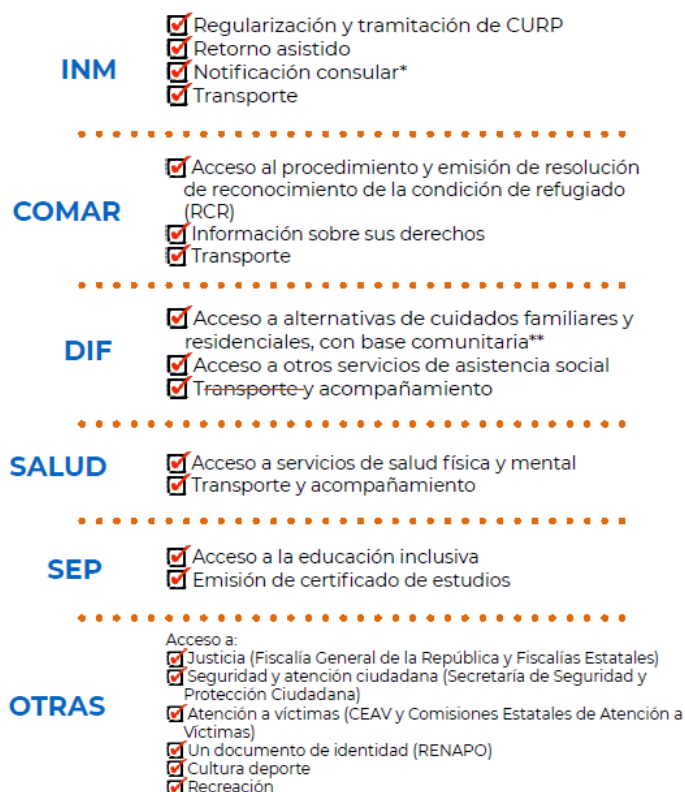 INM
Regularización y tramitación de CURP
Retorno asistido
Notificación consular*
Transporte
COMAR
Acceso al procedimiento y emisión de resolución
de reconocimiento de la condición de refugiado
(RCR)
Información sobre sus derechos
Transporte
DIF
Acceso a alternativas de cuidados familiares y
residenciales, con base comunitaria**
Acceso a otros servicios de asistencia social
Transporte y acompañamiento
SALUD
Acceso a servicios de salud física y mental
Transporte y acompañamiento
SEP
Acceso a la educación inclusiva
Emisión de certificado de estudios
OTRAS
Acceso a:
Justicia (Fiscalía General de la República y Fiscalías Estatales)
Seguridad y atención ciudadana (Secretaría de Seguridad y
Protección Ciudadana)
Atención a víctimas (CEAV y Comisiones Estatales de Atención a
Víctimas)
Un documento de identidad (RENAPO)
Cultura deporte
Recreación